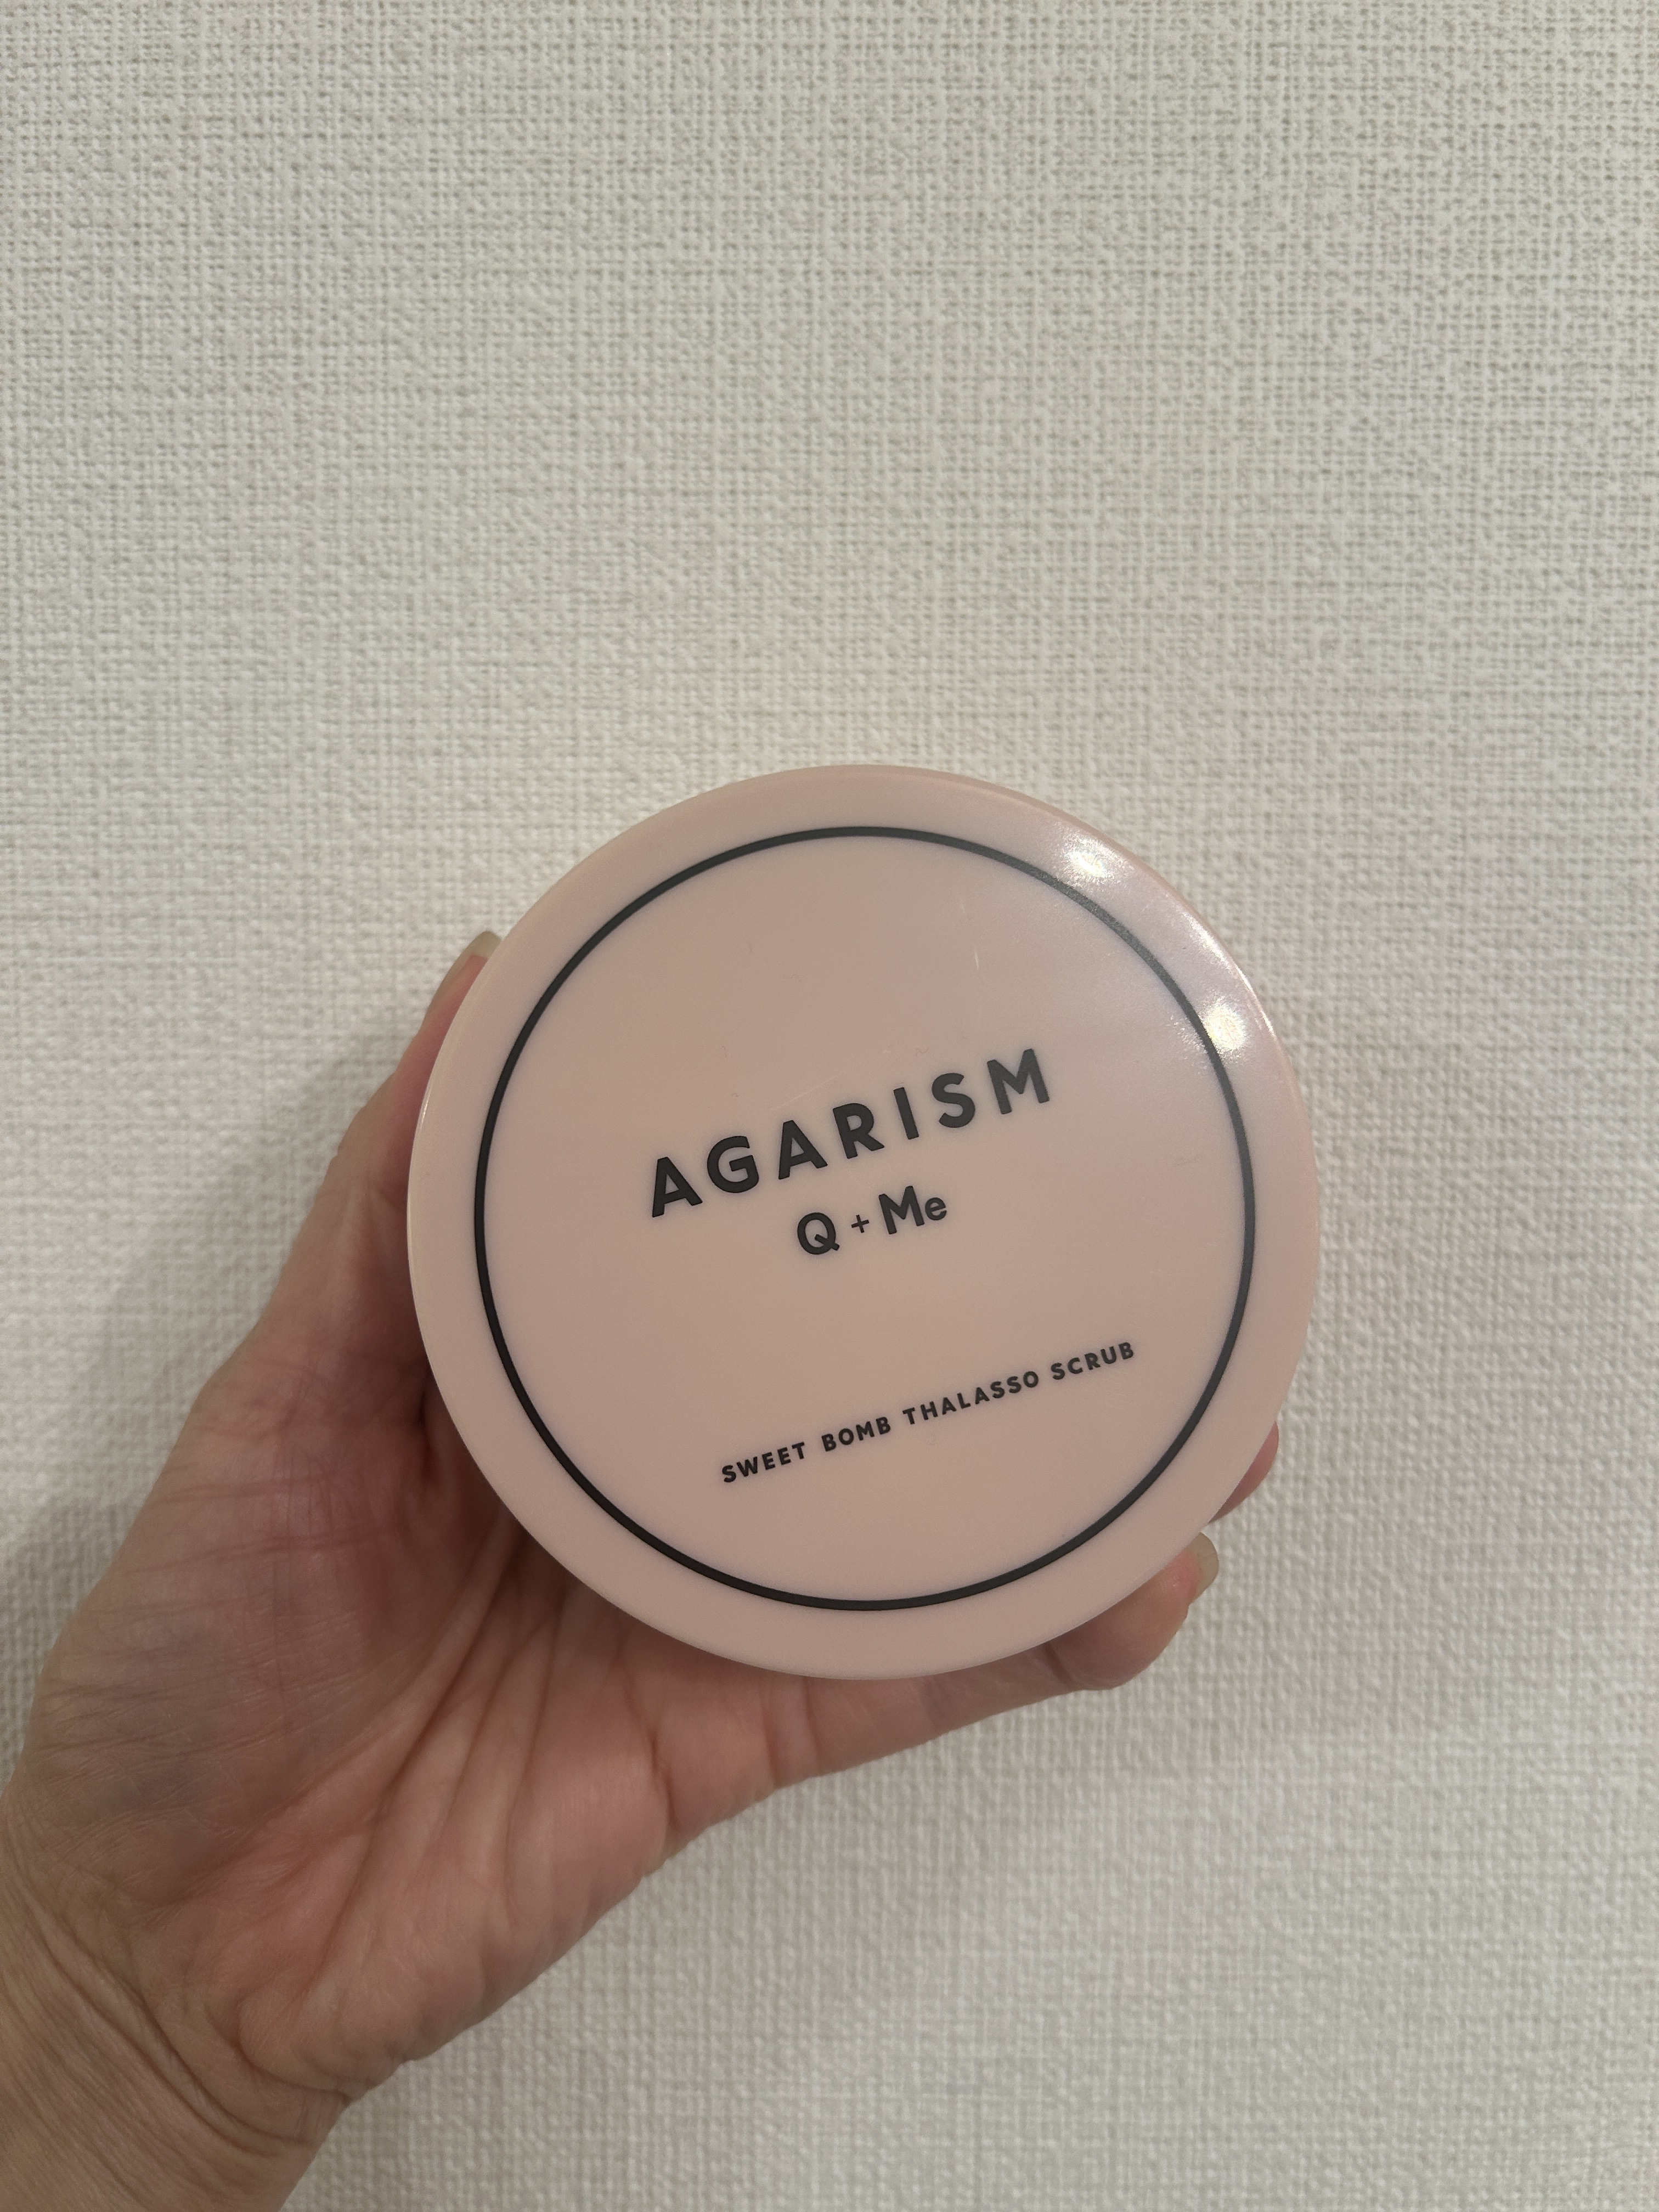 AGARISM
Q + Me
SWEET BOMB THALASSO SCRUB